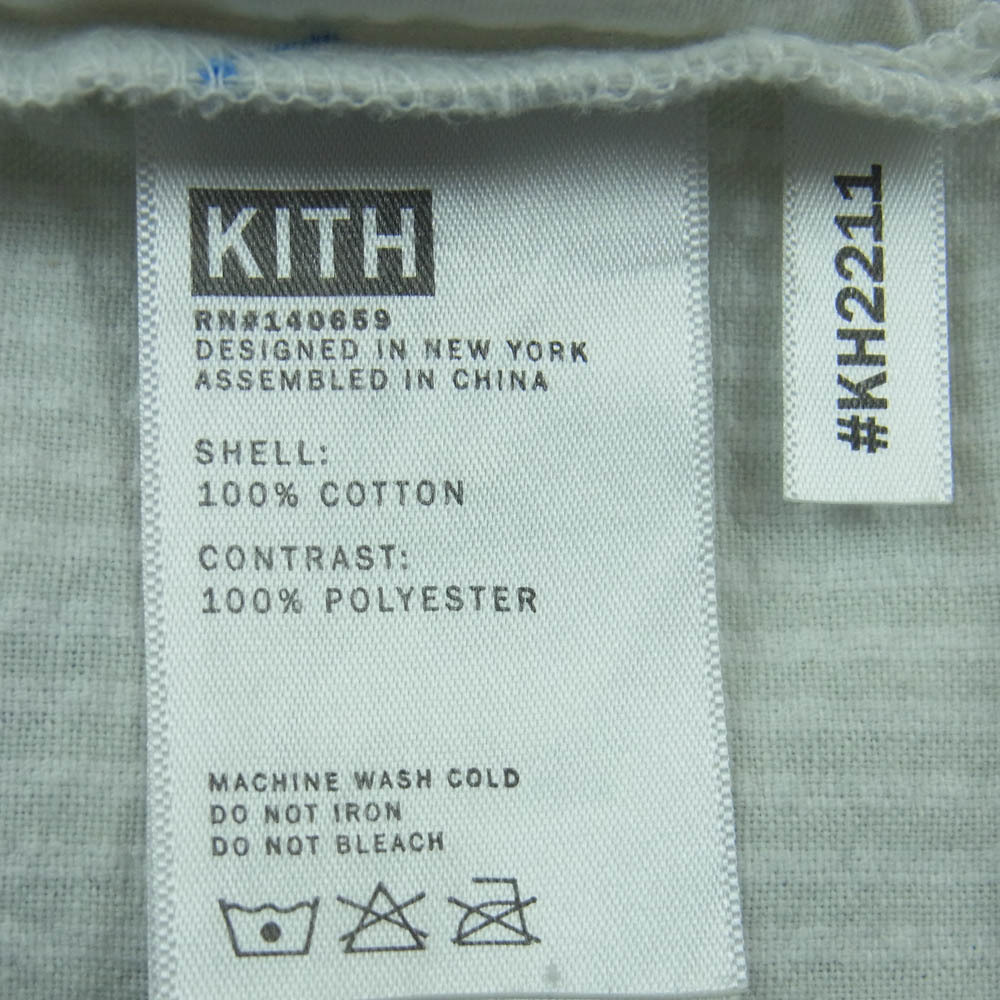 KITH
RN#140659
DESIGNED IN NEW YORK
ASSEMBLED IN CHINA
SHELL:
100% COTTON
CONTRAST:
100% POLYESTER
MACHINE WASH COLD
DO NOT IRON
DO NOT BLEACH
#KH2211